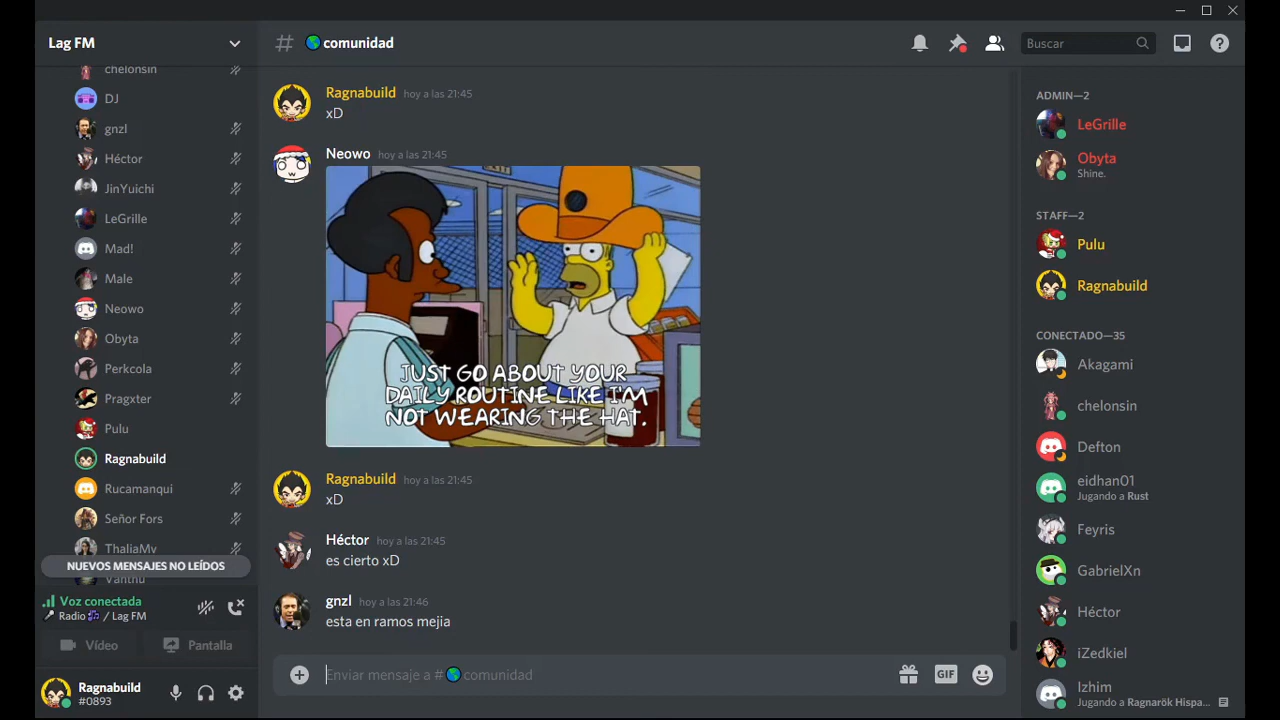 Lag FM
chelonsin
DJ
gnzl
Héctor
JinYuichi
LeGrille
Mad!
Male
Neowo
Obyta
Perkcola
Pragxter
Pulu
Ragnabuild
Rucamanqui
Señor Fors
ThaliaMv
NUEVOS MENSAJES NO LEÍDOS
Voz conectada
Radio / Lag FM
Vídeo
Pantalla
Ragnabuild
#0893
# comunidad
Buscar
Ragnabuild hoy a las 21:45
xD
Neowo hoy a las 21:45
JUST GO ABOUT YOUR
DAILY ROUTINE LIKE I'M
NOT WEARING THE HAT.
Ragnabuild hoy a las 21:45
xD
Héctor hoy a las 21:45
es cierto xD
gnzl hoy a las 21:46
esta en ramos mejia
Enviar mensaje a # comunidad
GIF
ADMIN—2
LeGrille
Obyta
Shine.
STAFF—2
Pulu
Ragnabuild
CONECTADO—35
Akagami
chelonsin
Defton
eidhan01
Jugando a Rust
Feyris
GabrielXn
Héctor
iZedkiel
Izhim
Jugando a Ragnarök Hispa...